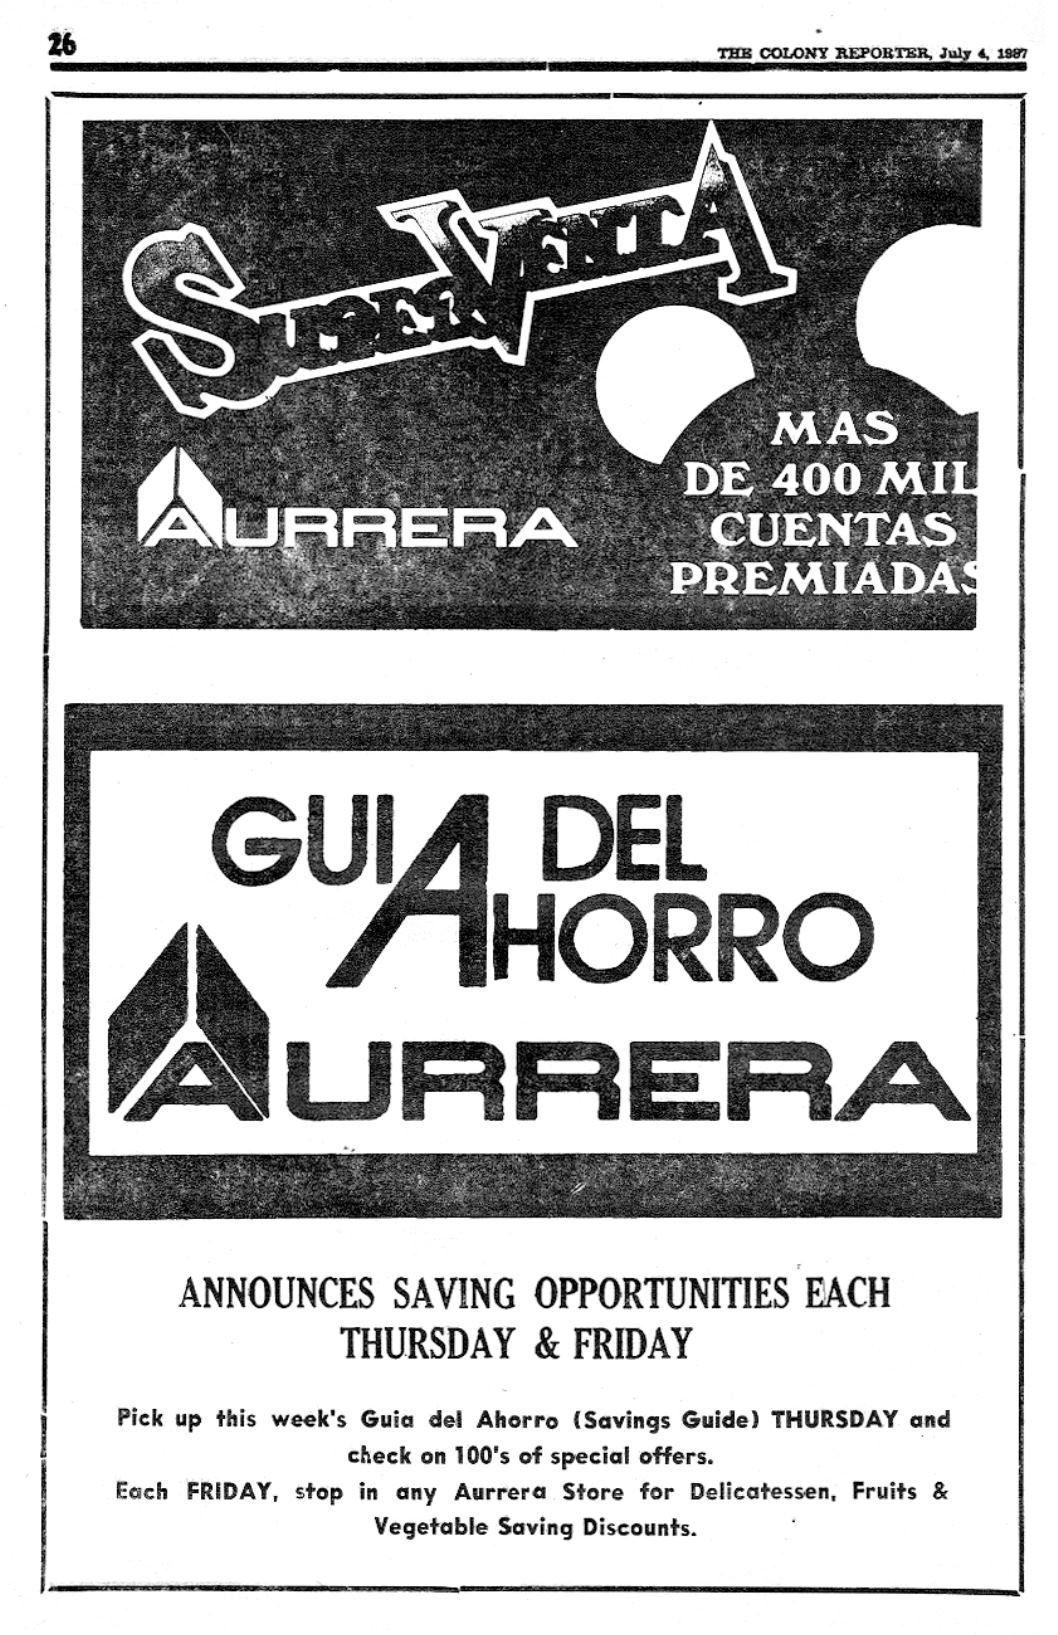 26
THE COLONY REPORTER, July 4, 1987
SUPER VENTA
AURRERA
MAS
DE 400 MIL
CUENTAS
PREMIADAS
GUIA DEL
AHORRO
AURRERA
ANNOUNCES SAVING OPPORTUNITIES EACH
THURSDAY & FRIDAY
Pick up this week's Guia del Ahorro (Savings Guide) THURSDAY and
check on 100's of special offers.
Each FRIDAY, stop in any Aurrera Store for Delicatessen, Fruits &
Vegetable Saving Discounts.